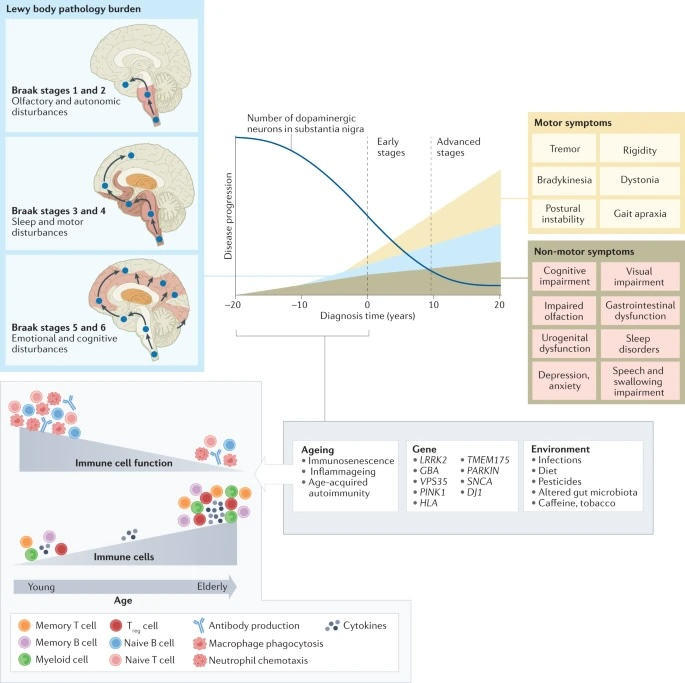 Lewy body pathology burden
Braak stages 1 and 2
Olfactory and autonomic
disturbances
Braak stages 3 and 4
Sleep and motor
disturbances
Braak stages 5 and 6
Emotional and cognitive
disturbances
Number of dopaminergic
neurons in substantia nigra
Early
stages
Advanced
stages
Disease progression
–20
–10
0
10
20
Diagnosis time (years)
Motor symptoms
Tremor
Rigidity
Bradykinesia
Dystonia
Postural
instability
Gait apraxia
Non-motor symptoms
Cognitive
impairment
Visual
impairment
Impaired
olfaction
Gastrointestinal
dysfunction
Urogenital
dysfunction
Sleep
disorders
Depression,
anxiety
Speech and
swallowing
impairment
Immune cell function
Immune cells
Young
Elderly
Age
Ageing
• Immunosenescence
• Inflammageing
• Age-acquired
autoimmunity
Gene
• LRRK2
• GBA
• VPS35
• PINK1
• HLA
• TMEM175
• PARKIN
• SNCA
• DJ1
Environment
• Infections
• Diet
• Pesticides
• Altered gut microbiota
• Caffeine, tobacco
Memory T cell
Treg cell
Antibody production
Cytokines
Memory B cell
Naive B cell
Macrophage phagocytosis
Myeloid cell
Naive T cell
Neutrophil chemotaxis